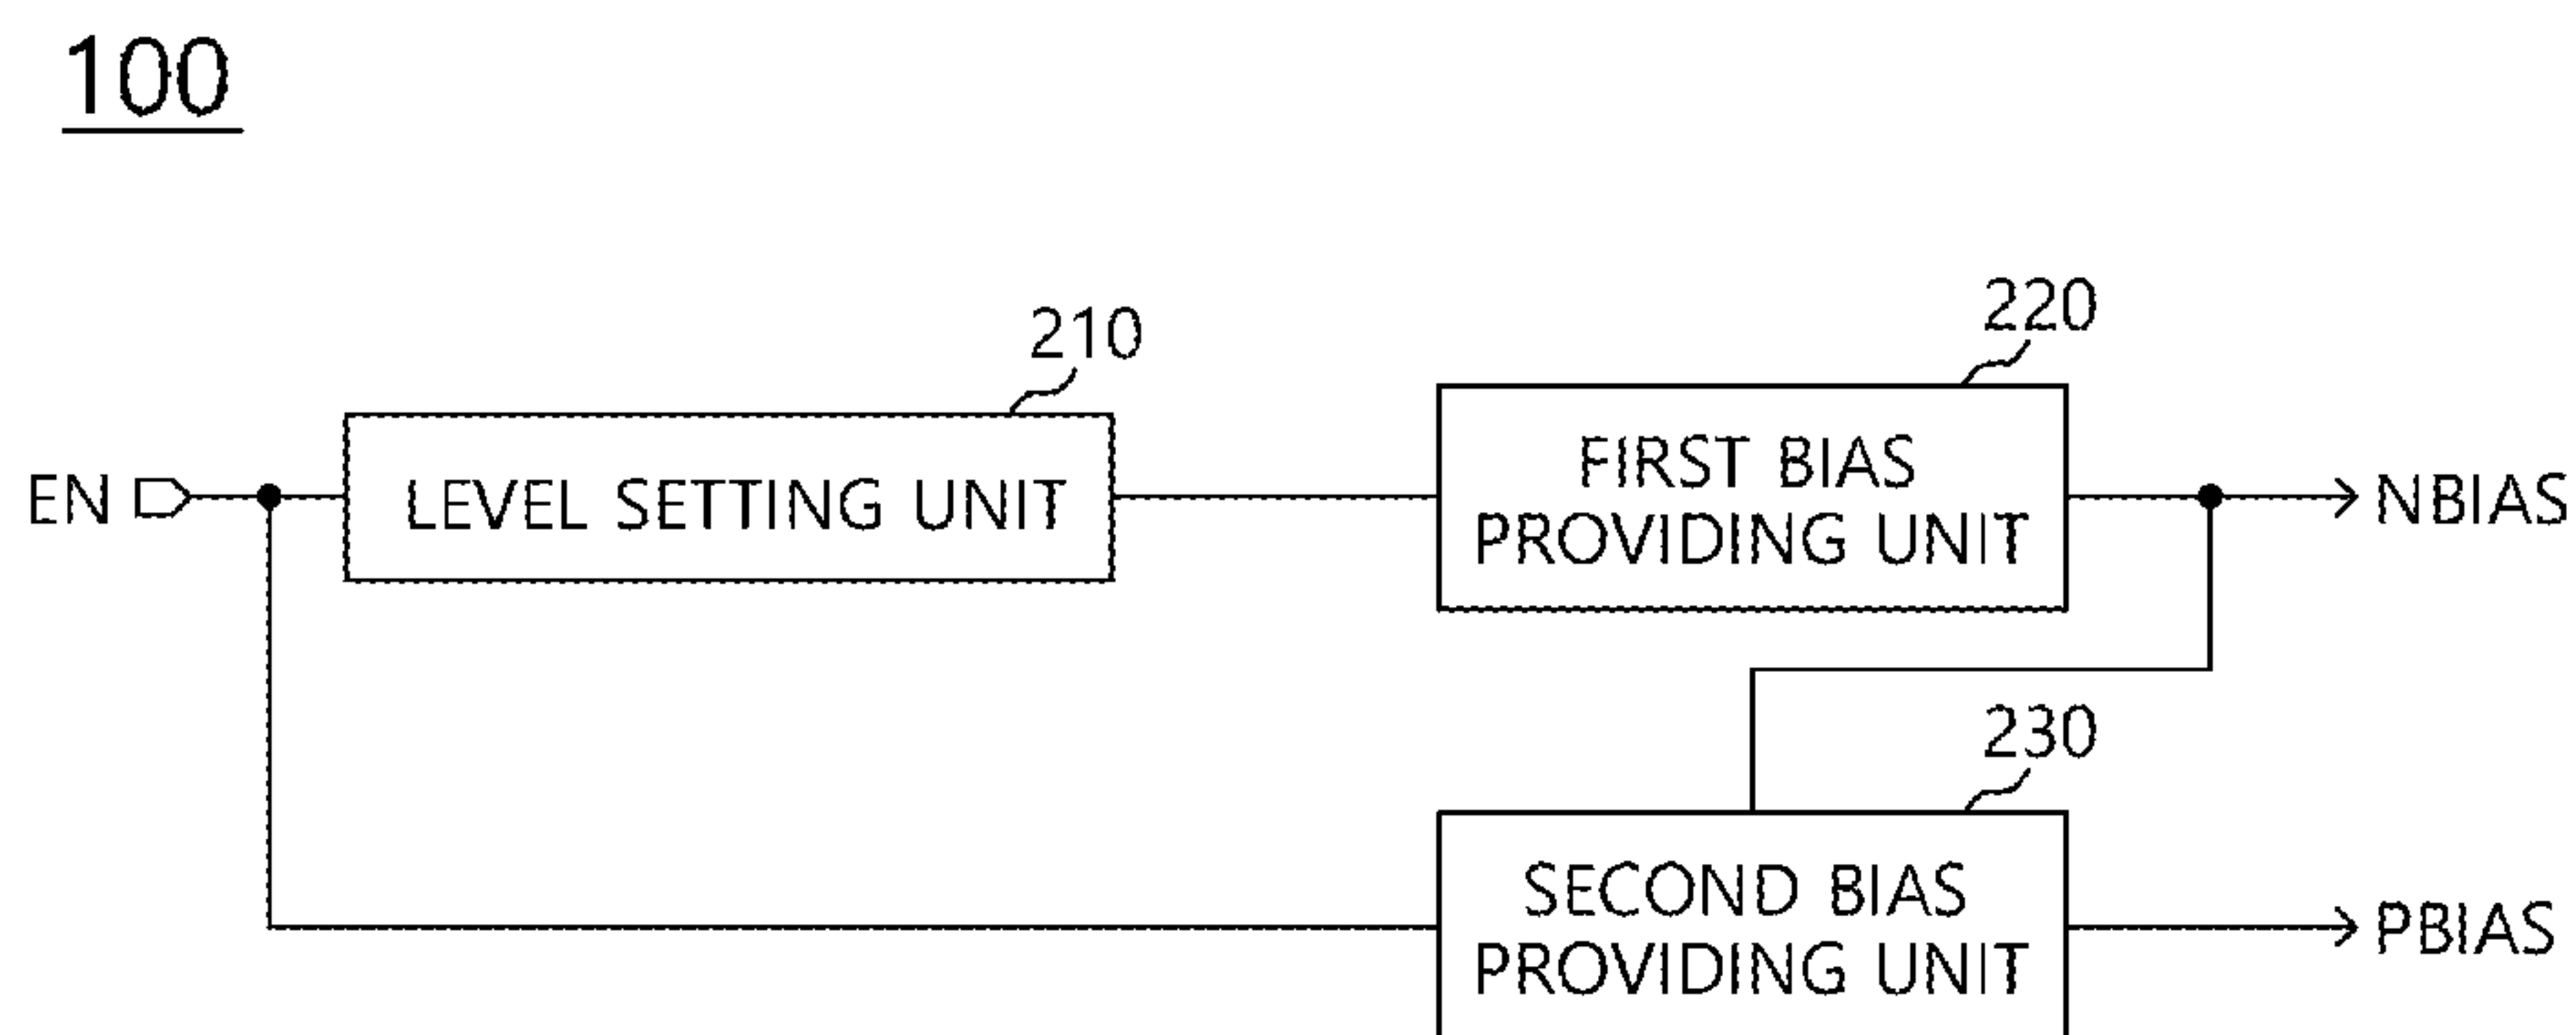 100
210
220
EN
LEVEL SETTING UNIT
FIRST BIAS
PROVIDING UNIT
NBIAS
230
SECOND BIAS
PROVIDING UNIT
PBIAS